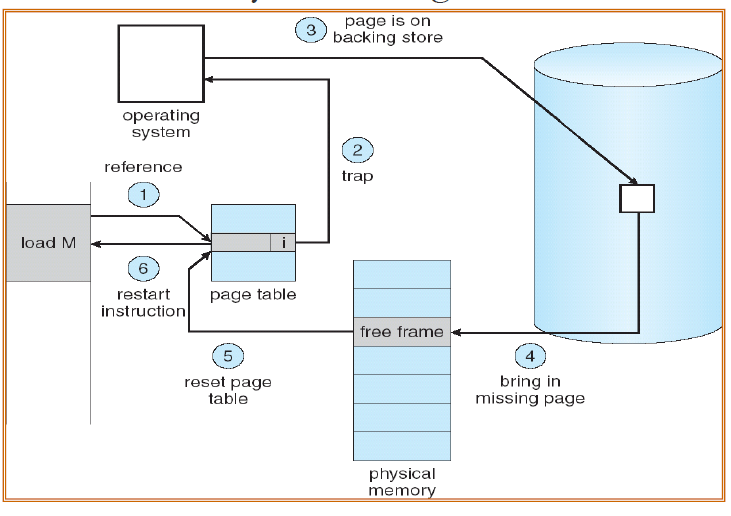 3
page is on
backing store
operating
system
2
trap
reference
1
load M
i
6
restart
instruction
page table
free frame
5
reset page
table
4
bring in
missing page
physical
memory